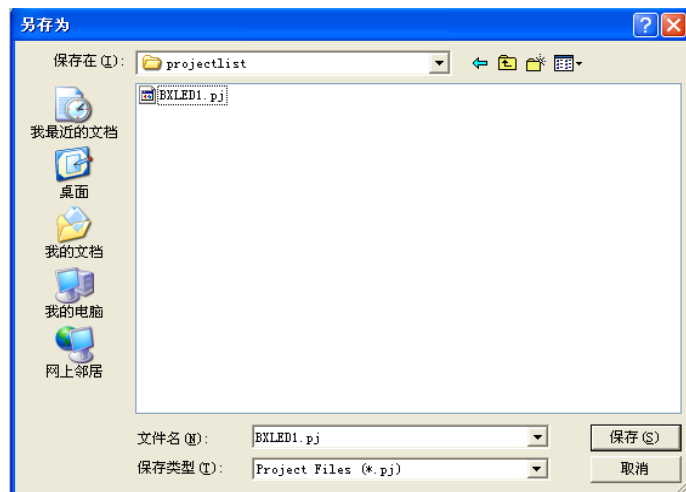 另存为
保存在(I):
projectlist
BXLED1.pj
我最近的文档
桌面
我的文档
我的电脑
网上邻居
文件名(N):
BXLED1.pj
保存(S)
保存类型(T):
Project Files (*.pj)
取消